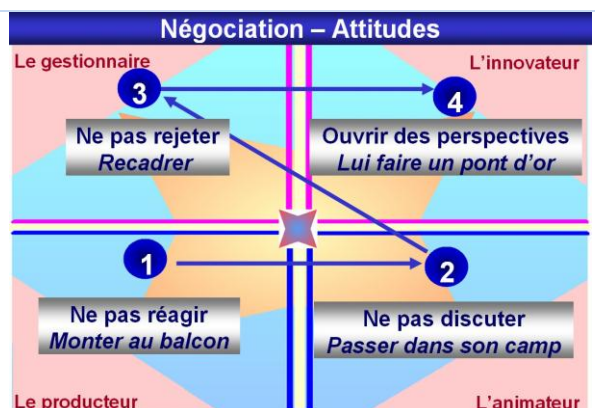 Négociation – Attitudes
Le gestionnaire
L'innovateur
3
4
Ne pas rejeter
Recadrer
Ouvrir des perspectives
Lui faire un pont d'or
1
2
Ne pas réagir
Monter au balcon
Ne pas discuter
Passer dans son camp
Le producteur
L'animateur